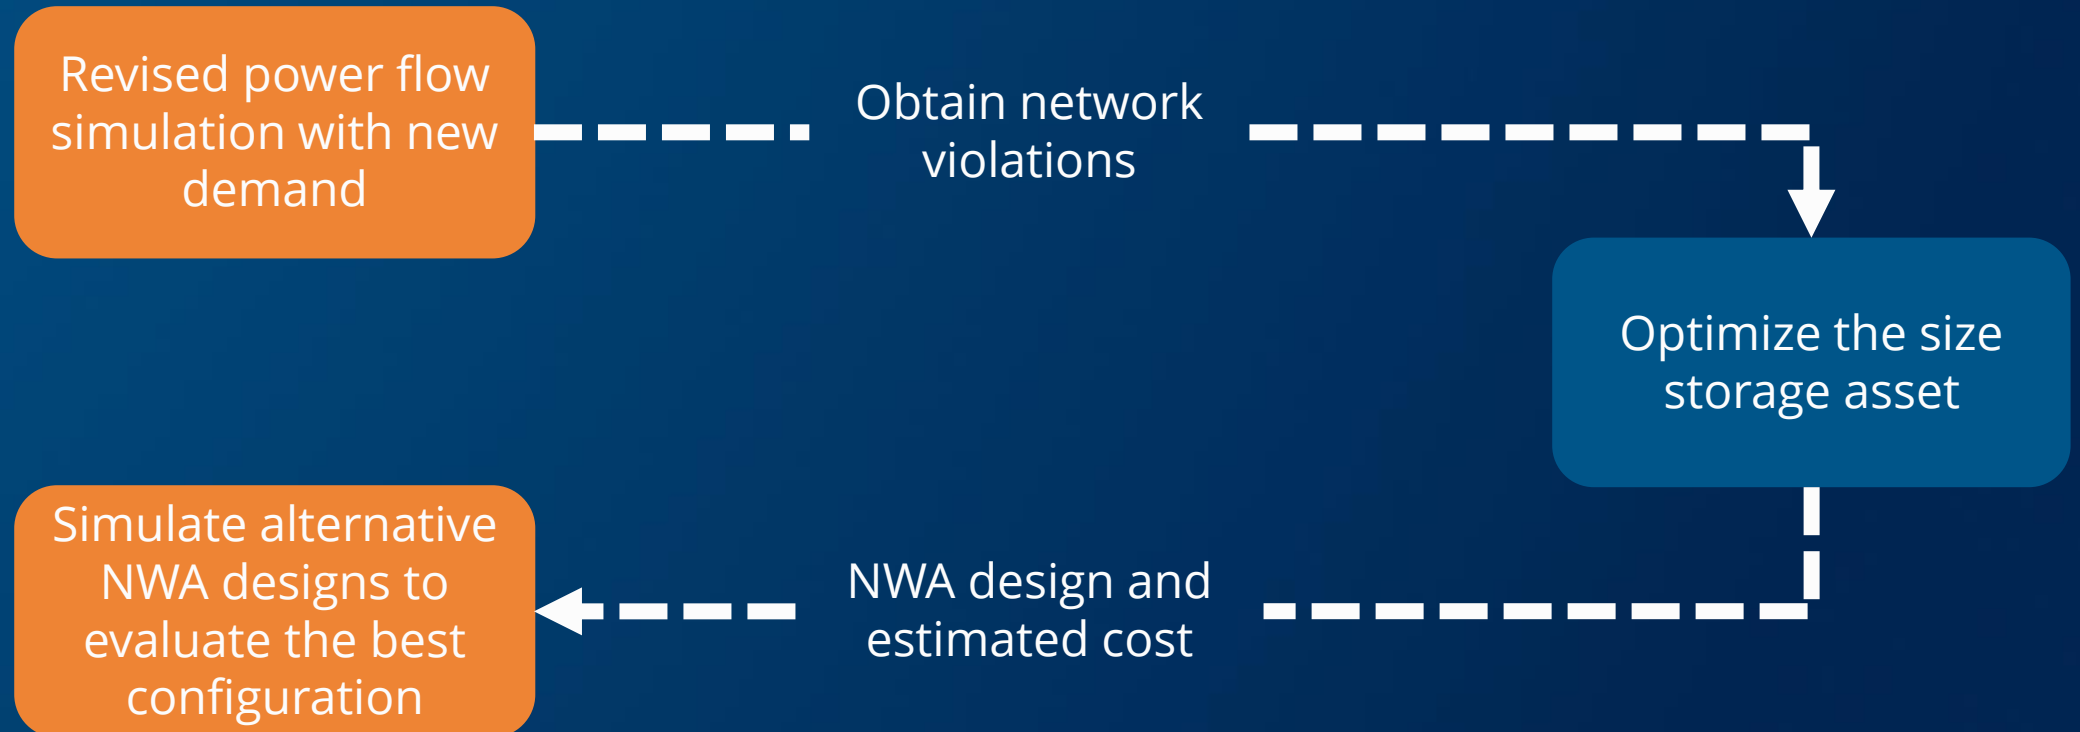 Revised power flow
simulation with new
demand
Obtain network
violations
Optimize the size
storage asset
NWA design and
estimated cost
Simulate alternative
NWA designs to
evaluate the best
configuration